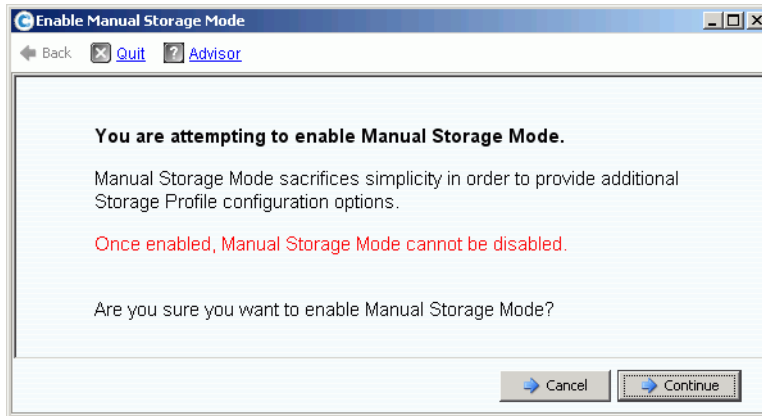 Enable Manual Storage Mode
Back Quit ? Advisor
You are attempting to enable Manual Storage Mode.
Manual Storage Mode sacrifices simplicity in order to provide additional
Storage Profile configuration options.
Once enabled, Manual Storage Mode cannot be disabled.
Are you sure you want to enable Manual Storage Mode?
Cancel Continue